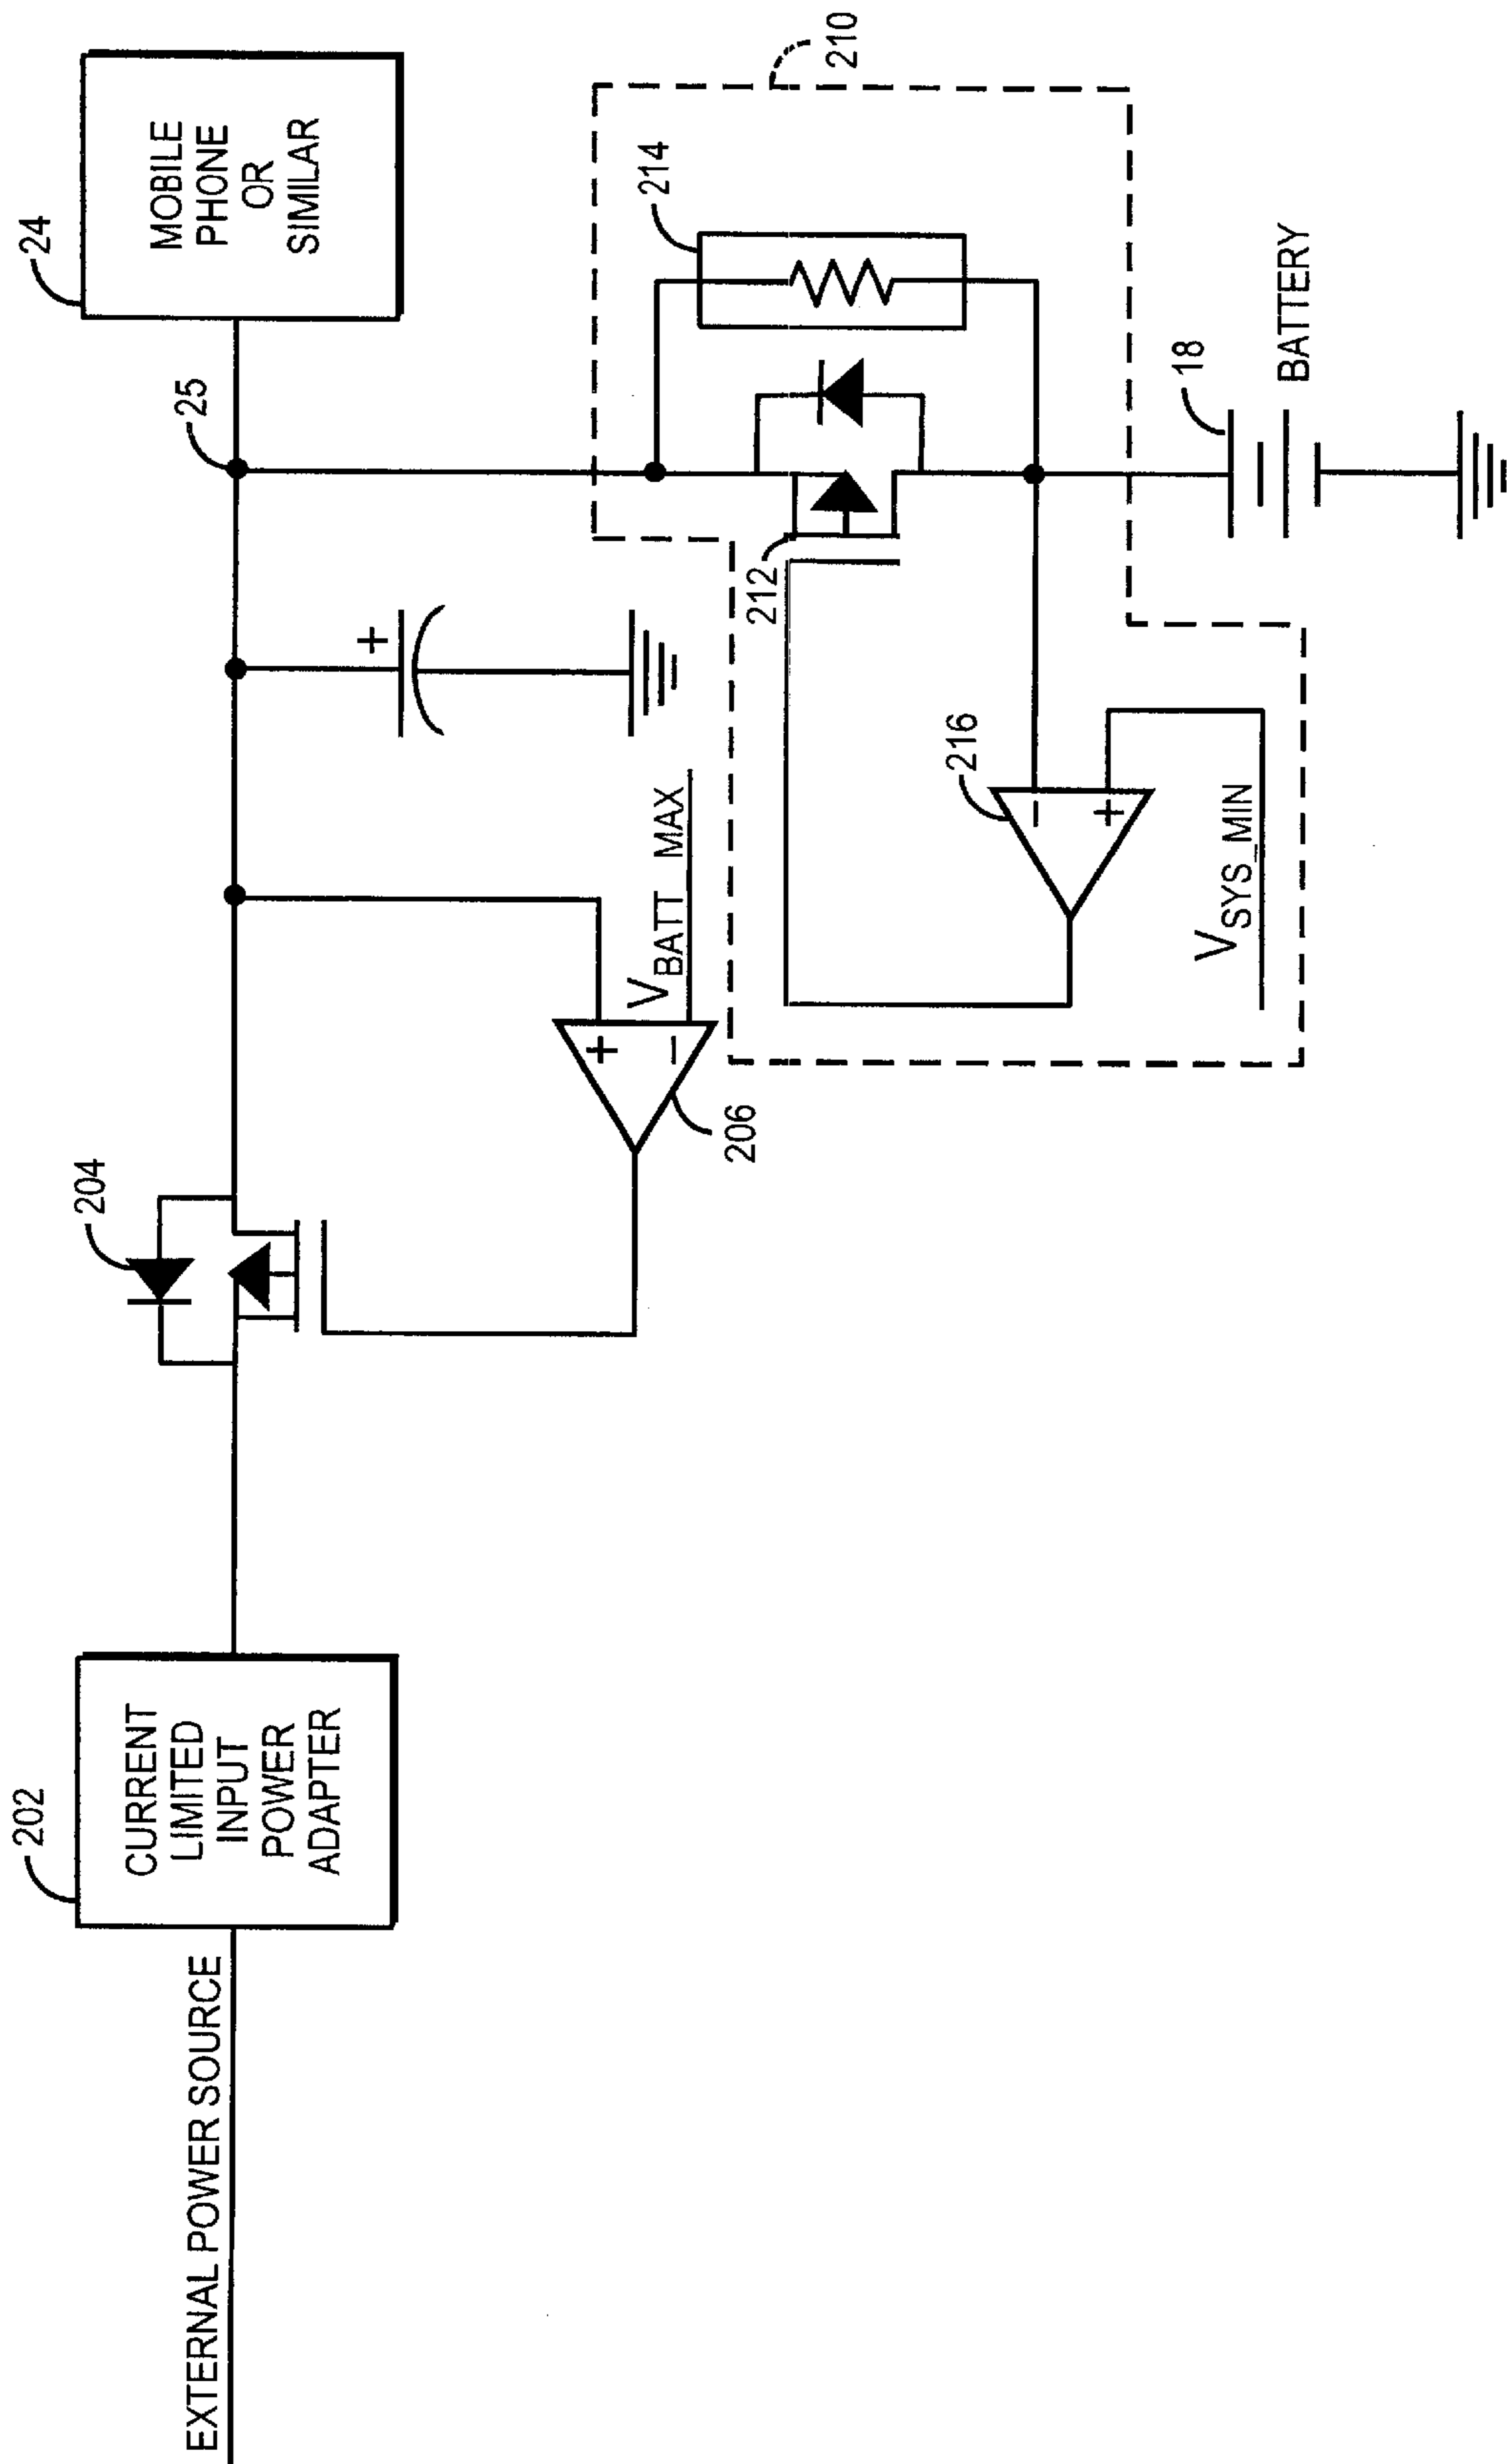 EXTERNAL POWER SOURCE
202
CURRENT
LIMITED
INPUT
POWER
ADAPTER
204
206
+
−
V_BATT_MAX
+
25
24
MOBILE
PHONE
OR
SIMILAR
210
212
214
216
−
+
V_SYS_MIN
18
BATTERY